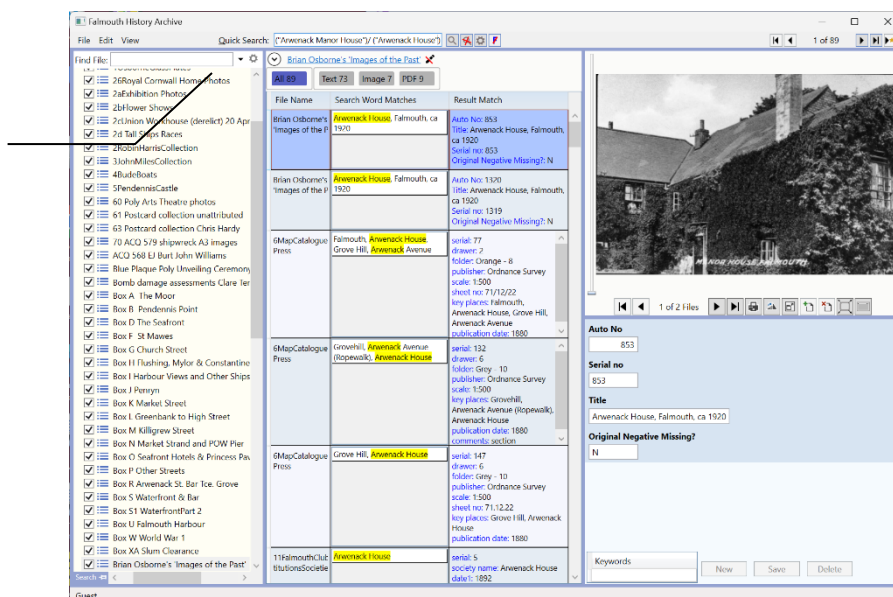 Falmouth History Archive
File Edit View Quick Search: ("Arwenack Manor House")/ ("Arwenack House") F 1 of 89
Find File:
26Royal Cornwall Home Photos
2aExhibition Photos
2bFlower Shows
2cUnion Workhouse (derelict) 20 Apr
2d Tall Ships Races
2RobinHarrisCollection
3JohnMilesCollection
4BudeBoats
5PendennisCastle
60 Poly Arts Theatre photos
61 Postcard collection unattributed
63 Postcard collection Chris Hardy
70 ACQ 579 shipwreck A3 images
ACQ 568 EJ Burt John Williams
Blue Plaque Poly Unveiling Ceremony
Bomb damage assessments Clare Ter
Box A The Moor
Box B Pendennis Point
Box D The Seafront
Box F St Mawes
Box G Church Street
Box H Flushing, Mylor & Constantine
Box I Harbour Views and Other Ships
Box J Penryn
Box K Market Street
Box L Greenbank to High Street
Box M Killigrew Street
Box N Market Strand and POW Pier
Box O Seafront Hotels & Princess Pav
Box P Other Streets
Box R Arwenack St. Bar Tce. Grove
Box S Waterfront & Bar
Box S1 WaterfrontPart 2
Box U Falmouth Harbour
Box W World War 1
Box XA Slum Clearance
Brian Osborne's 'Images of the Past'
Search
Guest
Brian Osborne's 'Images of the Past'
All 89 Text 73 Image 7 PDF 9
File Name Search Word Matches Result Match
Brian Osborne's
'Images of the P
Arwenack House, Falmouth, ca
1920
Auto No: 853
Title: Arwenack House, Falmouth,
ca 1920
Serial no: 853
Original Negative Missing?: N
Brian Osborne's
'Images of the P
Arwenack House, Falmouth, ca
1920
Auto No: 1320
Title: Arwenack House, Falmouth,
ca 1920
Serial no: 1319
Original Negative Missing?: N
6MapCatalogue
Press
Falmouth, Arwenack House,
Grove Hill, Arwenack Avenue
serial: 77
drawer: 2
folder: Orange - 8
publisher: Ordnance Survey
scale: 1:500
sheet no: 71/12/22
key places: Falmouth,
Arwenack House, Grove Hill,
Arwenack Avenue
publication date: 1880
6MapCatalogue
Press
Grovehill, Arwenack Avenue
(Ropewalk), Arwenack House
serial: 132
drawer: 6
folder: Grey - 10
publisher: Ordnance Survey
scale: 1:500
key places: Grovehill,
Arwenack Avenue (Ropewalk),
Arwenack House
publication date: 1880
comments: section
6MapCatalogue
Press
Grove Hill, Arwenack House
serial: 147
drawer: 6
folder: Grey - 10
publisher: Ordnance Survey
scale: 1:500
sheet no: 71.12.22
key places: Grove Hill, Arwenack
House
publication date: 1880
11FalmouthClub
titutionsSocietie
Arwenack House
serial: 5
society name: Arwenack House
date1: 1892
MANOR HOUSE FALMOUTH
1 of 2 Files
Auto No
853
Serial no
853
Title
Arwenack House, Falmouth, ca 1920
Original Negative Missing?
N
Keywords
New Save Delete